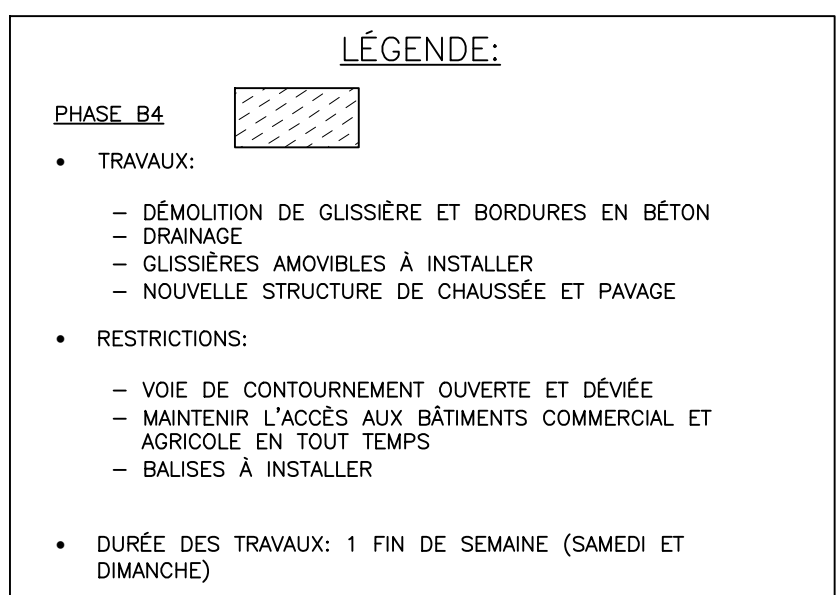 LÉGENDE:
PHASE B4
• TRAVAUX:
– DÉMOLITION DE GLISSIÈRE ET BORDURES EN BÉTON
– DRAINAGE
– GLISSIÈRES AMOVIBLES À INSTALLER
– NOUVELLE STRUCTURE DE CHAUSSÉE ET PAVAGE
• RESTRICTIONS:
– VOIE DE CONTOURNEMENT OUVERTE ET DÉVIÉE
– MAINTENIR L'ACCÈS AUX BÂTIMENTS COMMERCIAL ET
AGRICOLE EN TOUT TEMPS
– BALISES À INSTALLER
• DURÉE DES TRAVAUX: 1 FIN DE SEMAINE (SAMEDI ET
DIMANCHE)